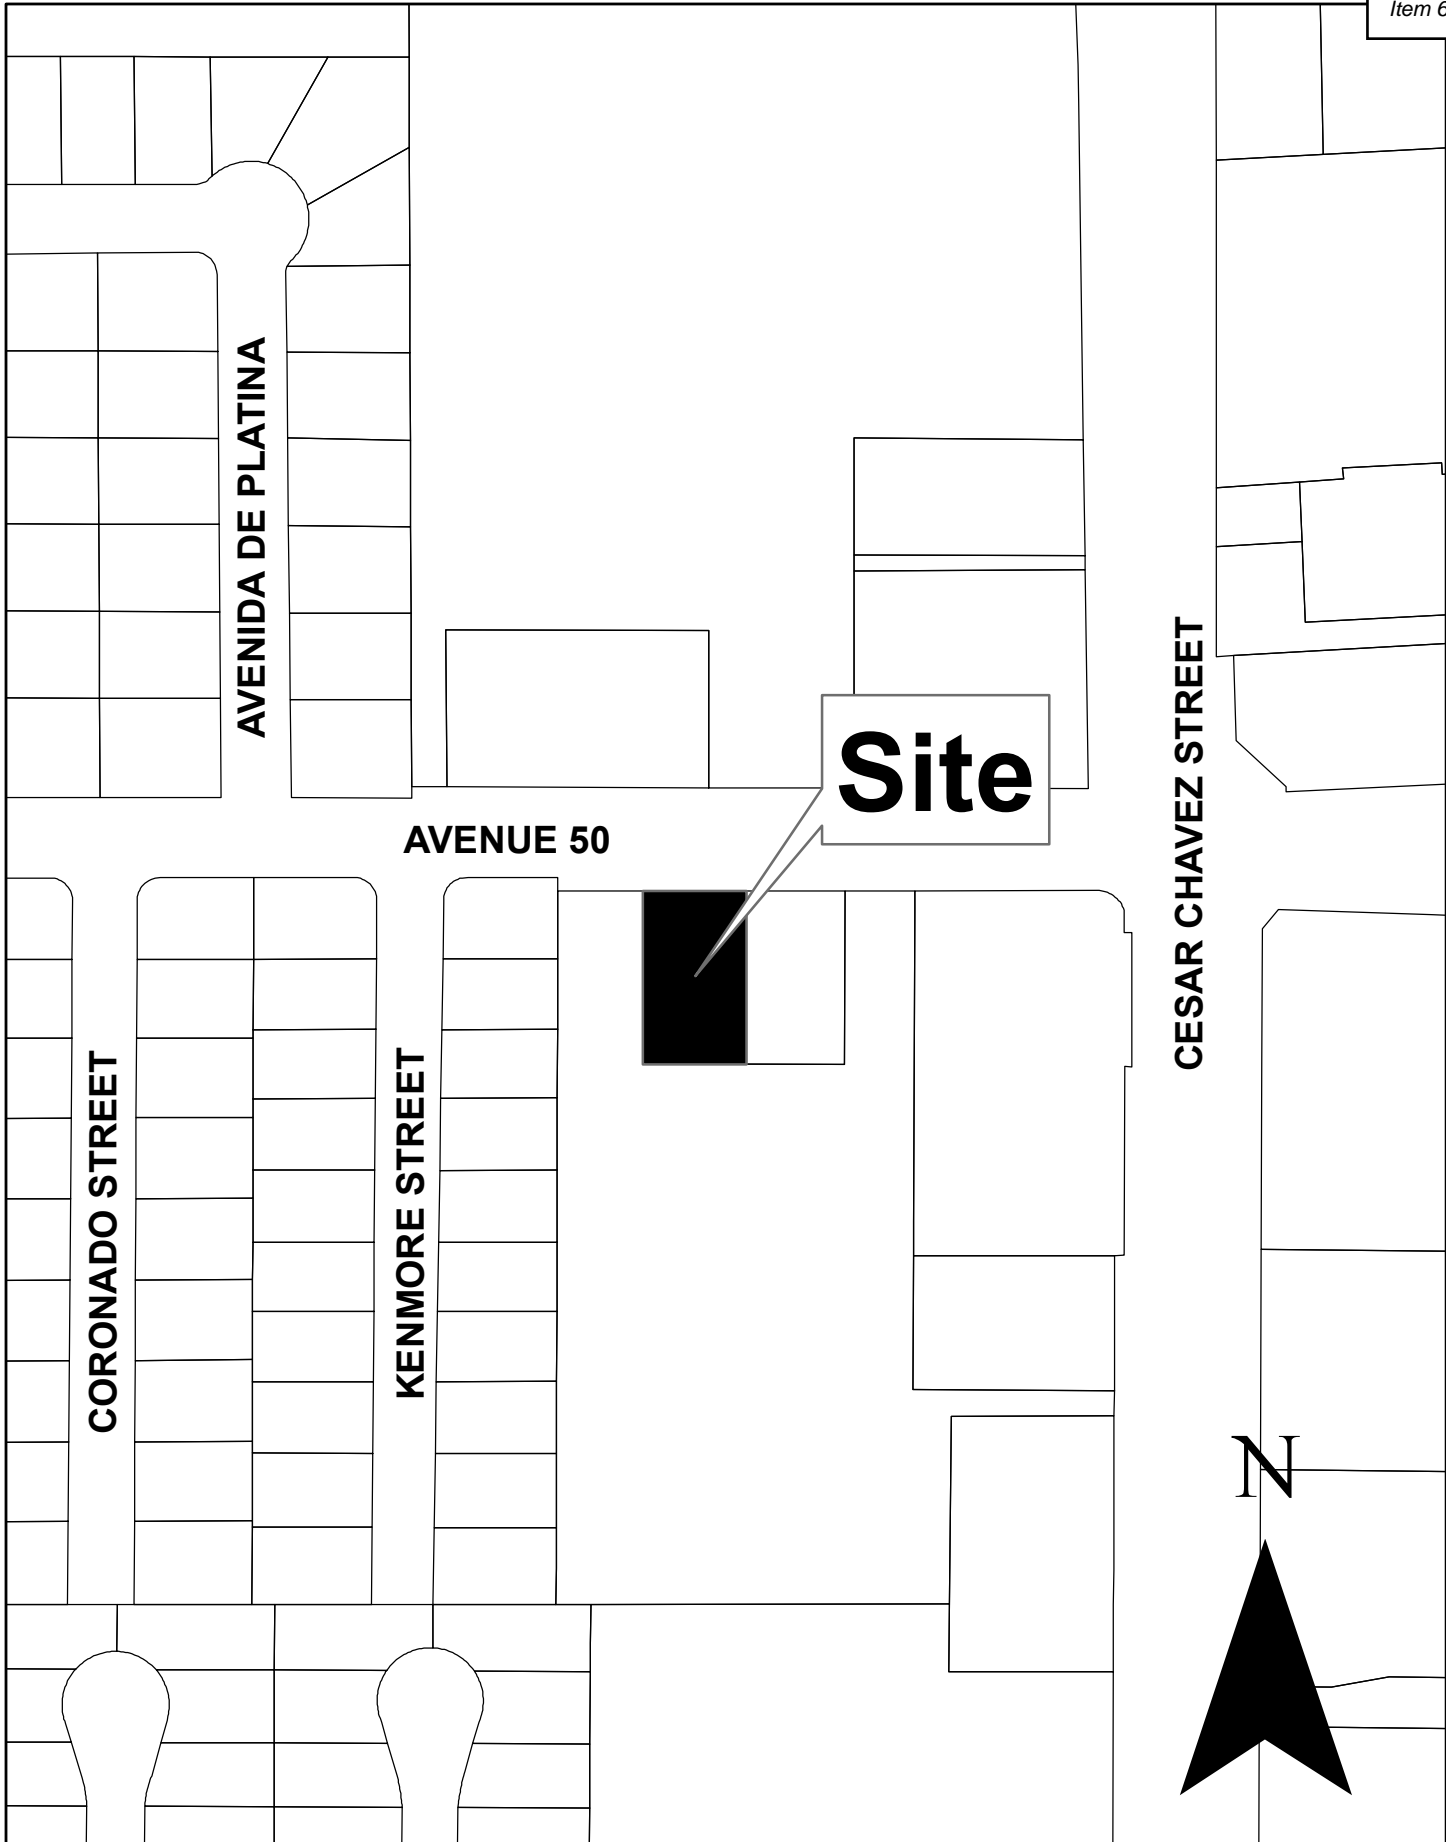 Item 6
AVENIDA DE PLATINA
CESAR CHAVEZ STREET
Site
AVENUE 50
CORONADO STREET
KENMORE STREET
N